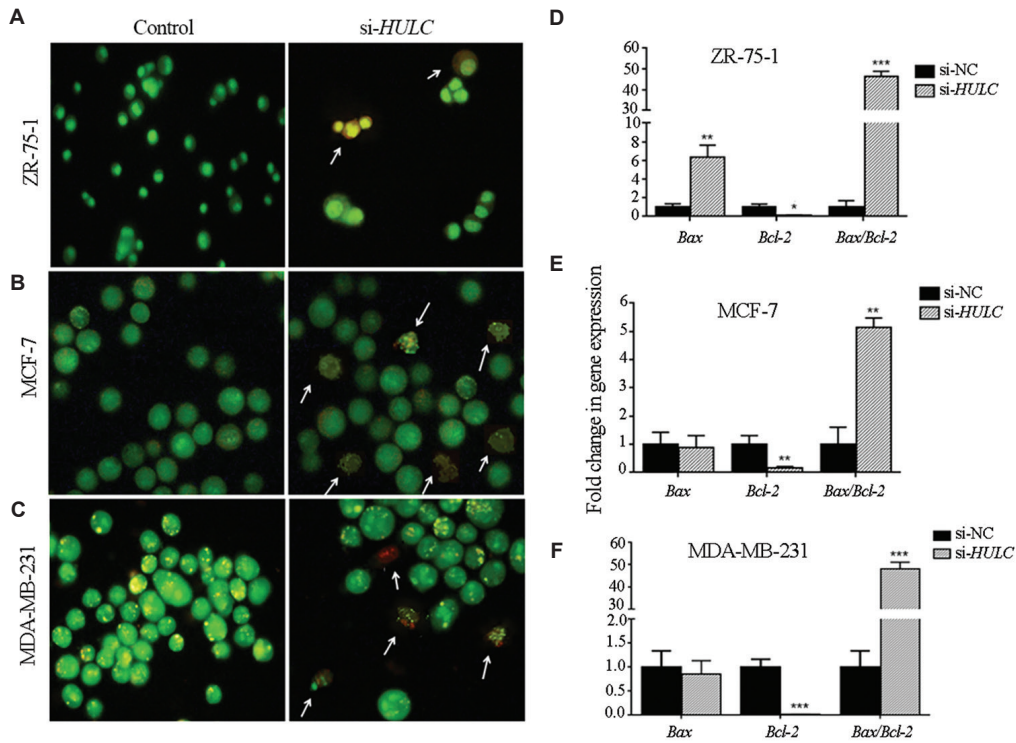 A
Control
si-HULC
ZR-75-1
B
MCF-7
C
MDA-MB-231
D
ZR-75-1
si-NC
si-HULC
60
50
40
30
10
8
6
4
2
0
**
*
***
Bax
Bcl-2
Bax/Bcl-2
E
MCF-7
si-NC
si-HULC
Fold change in gene expression
6
5
4
3
2
1
0
**
**
Bax
Bcl-2
Bax/Bcl-2
F
MDA-MB-231
si-NC
si-HULC
60
50
40
30
20
10
2.0
1.5
1.0
0.5
0.0
***
***
Bax
Bcl-2
Bax/Bcl-2